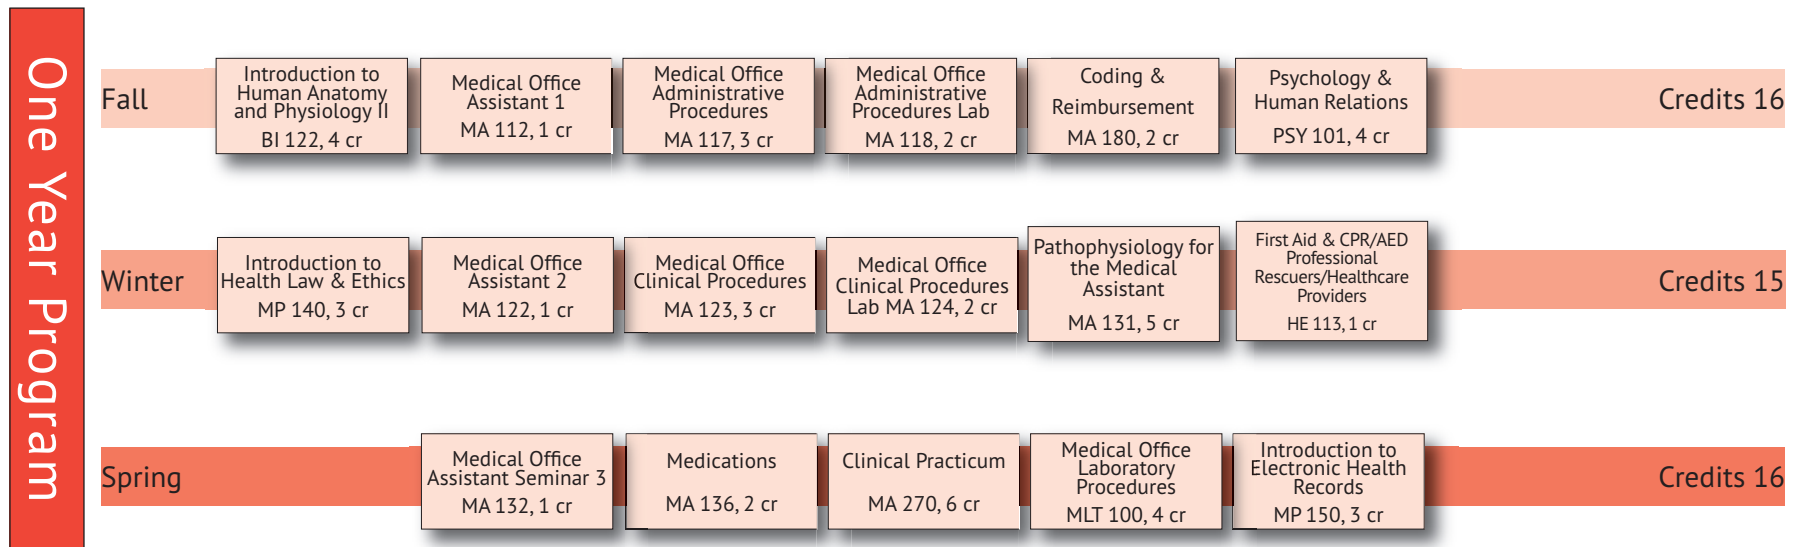 One Year Program
Fall
Introduction to
Human Anatomy
and Physiology II
BI 122, 4 cr
Medical Office
Assistant 1
MA 112, 1 cr
Medical Office
Administrative
Procedures
MA 117, 3 cr
Medical Office
Administrative
Procedures Lab
MA 118, 2 cr
Coding &
Reimbursement
MA 180, 2 cr
Psychology &
Human Relations
PSY 101, 4 cr
Credits 16
Winter
Introduction to
Health Law & Ethics
MP 140, 3 cr
Medical Office
Assistant 2
MA 122, 1 cr
Medical Office
Clinical Procedures
MA 123, 3 cr
Medical Office
Clinical Procedures
Lab MA 124, 2 cr
Pathophysiology for
the Medical
Assistant
MA 131, 5 cr
First Aid & CPR/AED
Professional
Rescuers/Healthcare
Providers
HE 113, 1 cr
Credits 15
Spring
Medical Office
Assistant Seminar 3
MA 132, 1 cr
Medications
MA 136, 2 cr
Clinical Practicum
MA 270, 6 cr
Medical Office
Laboratory
Procedures
MLT 100, 4 cr
Introduction to
Electronic Health
Records
MP 150, 3 cr
Credits 16